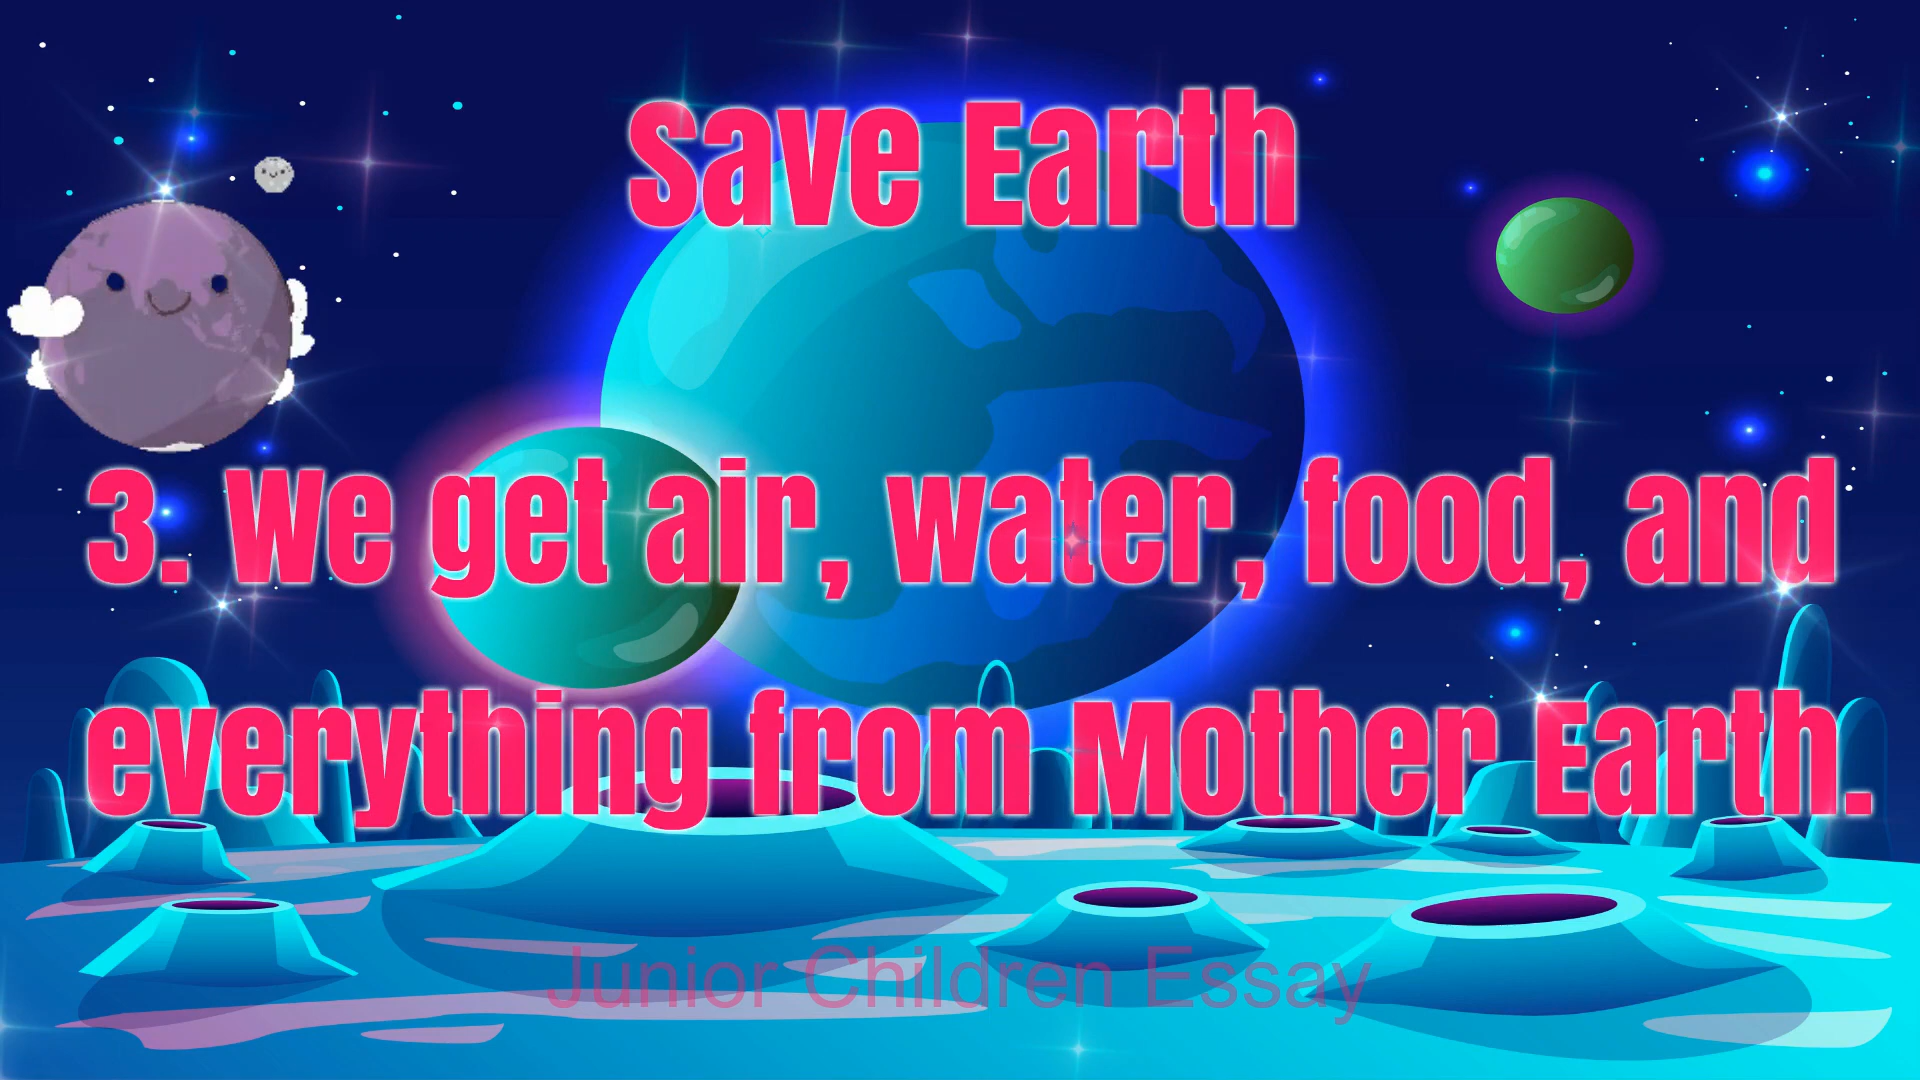 Save Earth
3. We get air, water, food, and
everything from Mother Earth.
Junior Children Essay